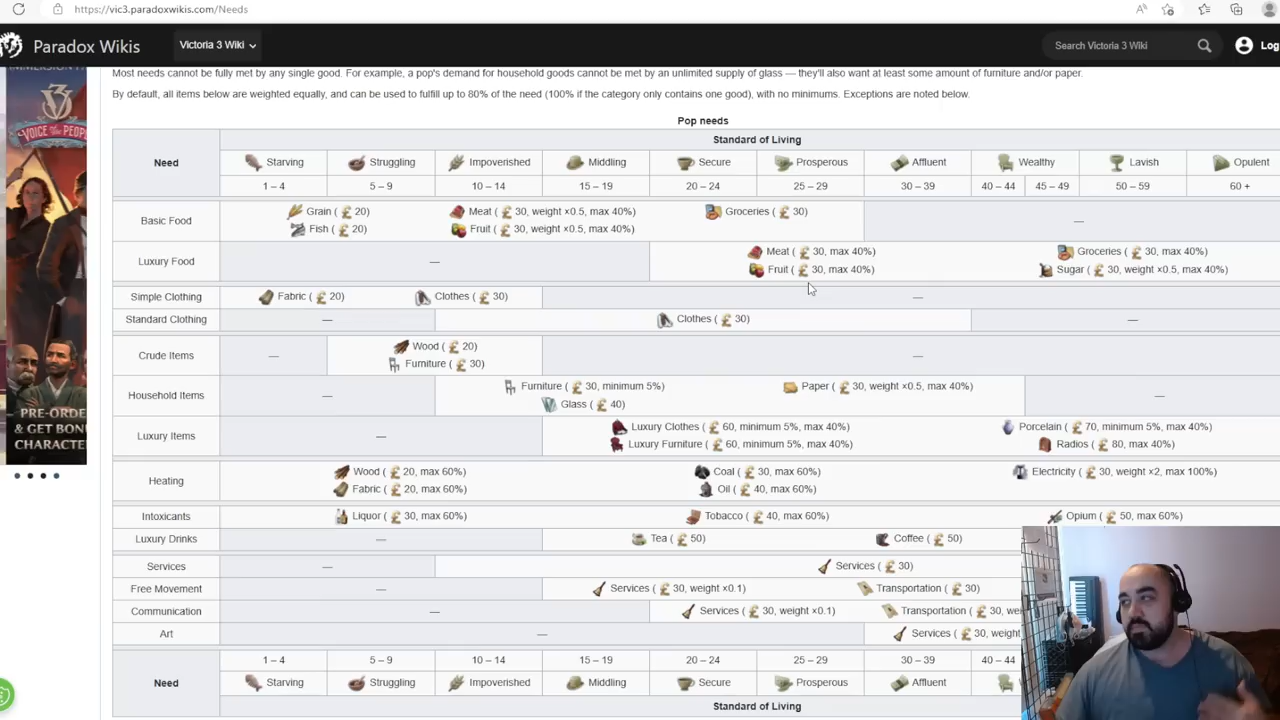 https://vic3.paradoxwikis.com/Needs
Paradox Wikis
Victoria 3 Wiki
Search Victoria 3 Wiki
Log
Most needs cannot be fully met by any single good. For example, a pop's demand for household goods cannot be met by an unlimited supply of glass — they'll also want at least some amount of furniture and/or paper.
By default, all items below are weighted equally, and can be used to fulfill up to 80% of the need (100% if the category only contains one good), with no minimums. Exceptions are noted below.
VOICE OF THE PEOPLE
PRE-ORDER
& GET BON
CHARACTER
Pop needs
Need Standard of Living
Starving Struggling Impoverished Middling Secure Prosperous Affluent Wealthy Lavish Opulent
1 – 4 5 – 9 10 – 14 15 – 19 20 – 24 25 – 29 30 – 39 40 – 44 45 – 49 50 – 59 60 +
Basic Food Grain ( £ 20) Meat ( £ 30, weight ×0.5, max 40%) Groceries ( £ 30) —
Fish ( £ 20) Fruit ( £ 30, weight ×0.5, max 40%)
Luxury Food — Meat ( £ 30, max 40%) Groceries ( £ 30, max 40%)
Fruit ( £ 30, max 40%) Sugar ( £ 30, weight ×0.5, max 40%)
Simple Clothing Fabric ( £ 20) Clothes ( £ 30) —
Standard Clothing — Clothes ( £ 30) —
Crude Items — Wood ( £ 20) —
Furniture ( £ 30)
Household Items — Furniture ( £ 30, minimum 5%) Paper ( £ 30, weight ×0.5, max 40%) —
Glass ( £ 40)
Luxury Items — Luxury Clothes ( £ 60, minimum 5%, max 40%) Porcelain ( £ 70, minimum 5%, max 40%)
Luxury Furniture ( £ 60, minimum 5%, max 40%) Radios ( £ 80, max 40%)
Heating Wood ( £ 20, max 60%) Coal ( £ 30, max 60%) Electricity ( £ 30, weight ×2, max 100%)
Fabric ( £ 20, max 60%) Oil ( £ 40, max 60%)
Intoxicants Liquor ( £ 30, max 60%) Tobacco ( £ 40, max 60%) Opium ( £ 50, max 60%)
Luxury Drinks — Tea ( £ 50) Coffee ( £ 50)
Services — Services ( £ 30)
Free Movement — Services ( £ 30, weight ×0.1) Transportation ( £ 30)
Communication — Services ( £ 30, weight ×0.1) Transportation ( £ 30, we
Art — Services ( £ 30, weight
Need 1 – 4 5 – 9 10 – 14 15 – 19 20 – 24 25 – 29 30 – 39 40 – 44
Starving Struggling Impoverished Middling Secure Prosperous Affluent
Standard of Living